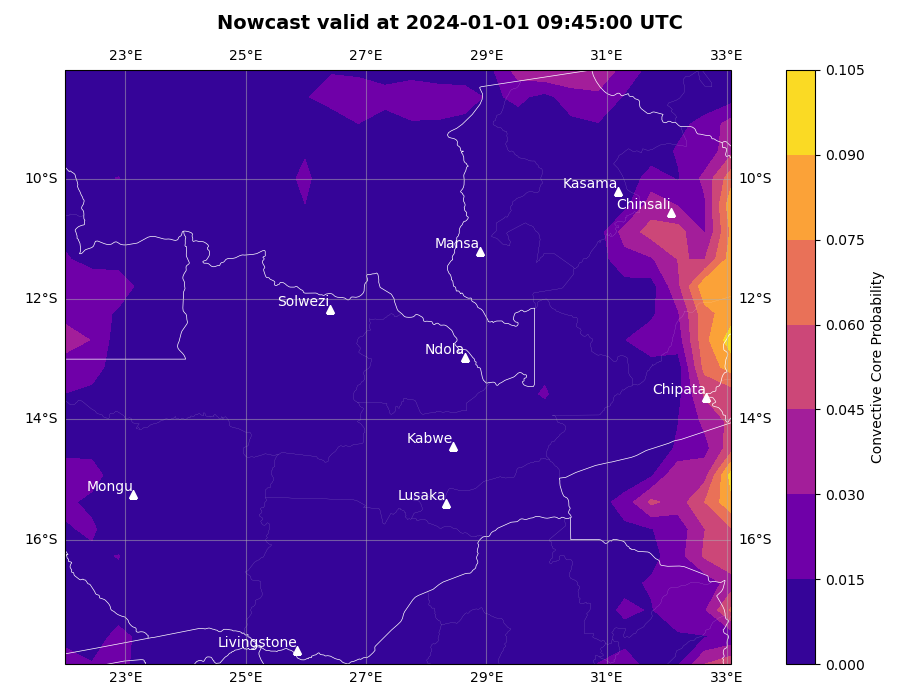 Nowcast valid at 2024-01-01 09:45:00 UTC
23°E 25°E 27°E 29°E 31°E 33°E
0.105
0.090
10°S 10°S
Kasama
Chinsali
0.075
Mansa
12°S 12°S
Solwezi
0.060
Ndola
Chipata
0.045
14°S 14°S
Kabwe
Mongu
Lusaka
0.030
16°S 16°S
0.015
Livingstone
0.000
23°E 25°E 27°E 29°E 31°E 33°E
Convective Core Probability